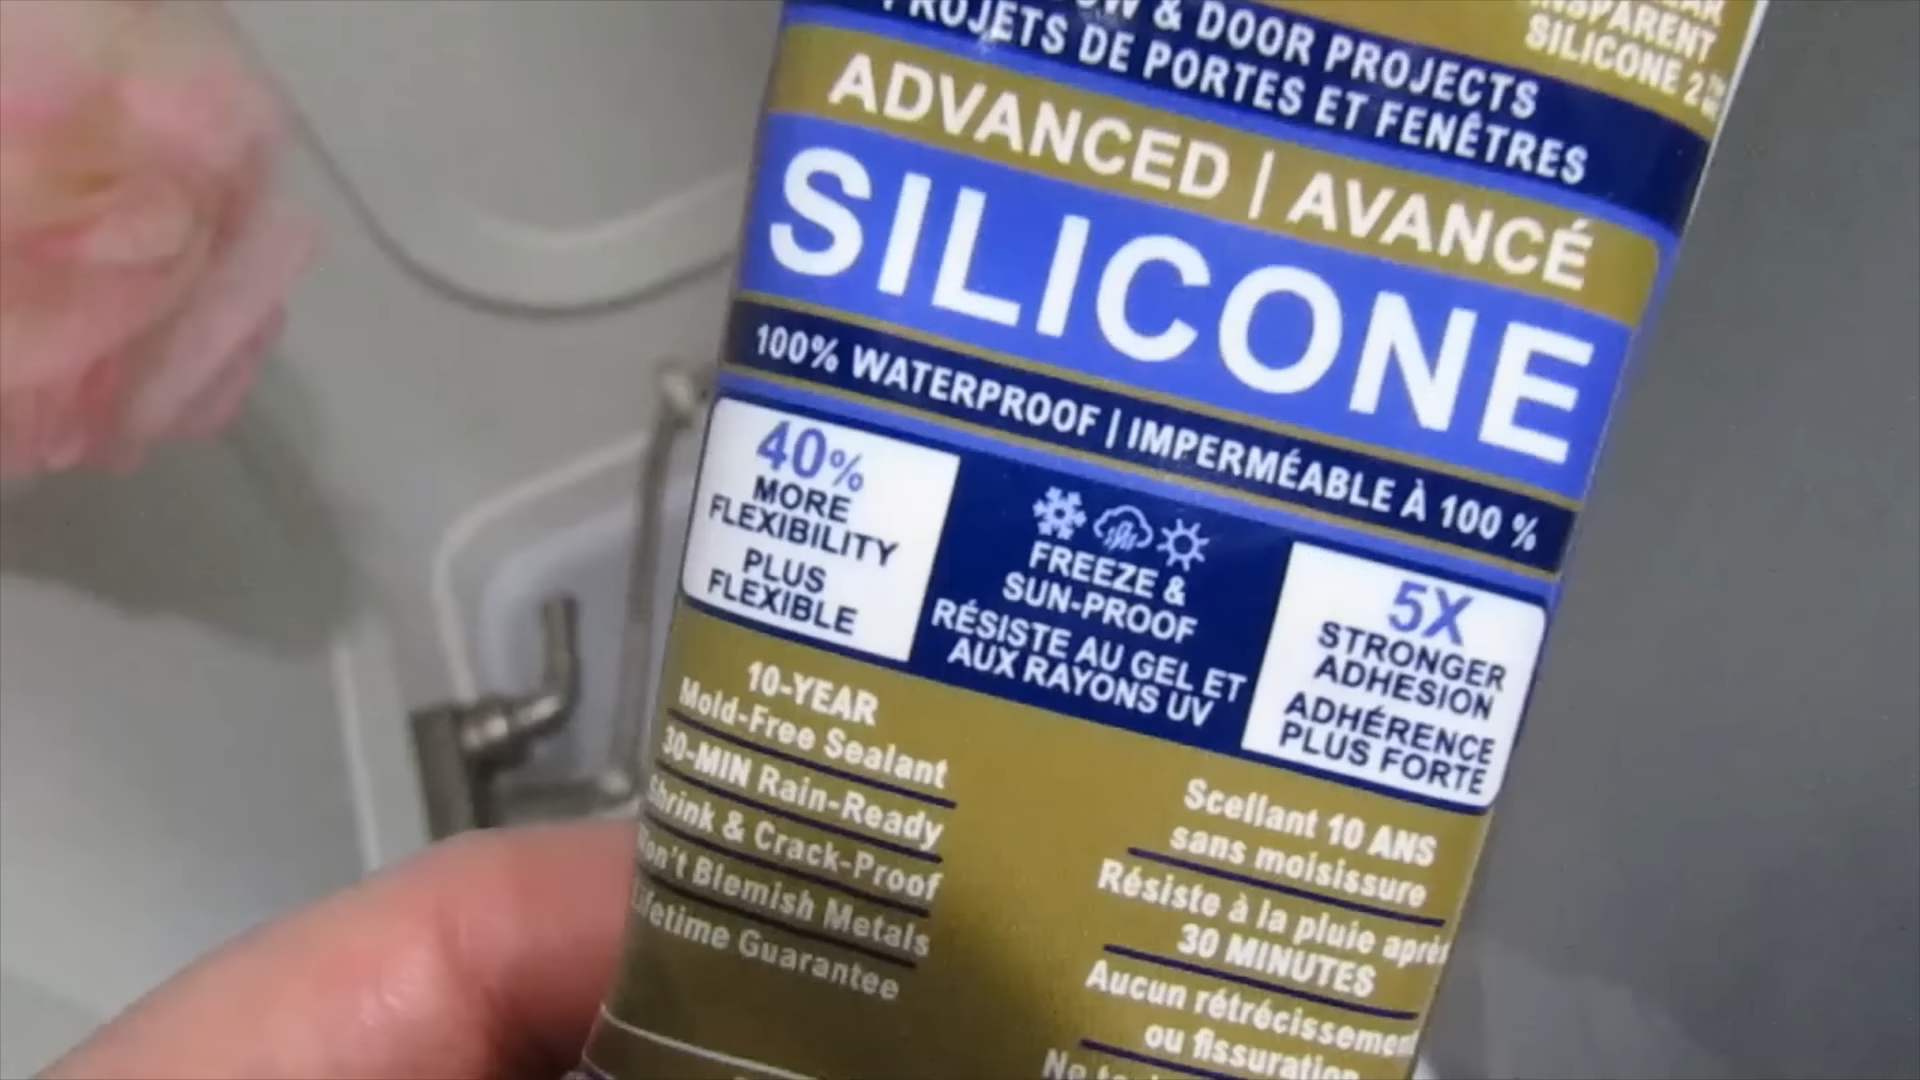 & DOOR PROJECTS
PROJETS DE PORTES ET FENÊTRES
SILICONE 2
ADVANCED | AVANCÉ
SILICONE
100% WATERPROOF | IMPERMÉABLE À 100 %
40%
MORE
FLEXIBILITY
PLUS
FLEXIBLE
FREEZE &
SUN-PROOF
RÉSISTE AU GEL ET
AUX RAYONS UV
5X
STRONGER
ADHESION
ADHÉRENCE
PLUS FORTE
10-YEAR
Mold-Free Sealant
30-MIN Rain-Ready
Shrink & Crack-Proof
Won't Blemish Metals
Lifetime Guarantee
Scellant 10 ANS
sans moisissure
Résiste à la pluie après
30 MINUTES
Aucun rétrécissement
ou fissuration
Ne